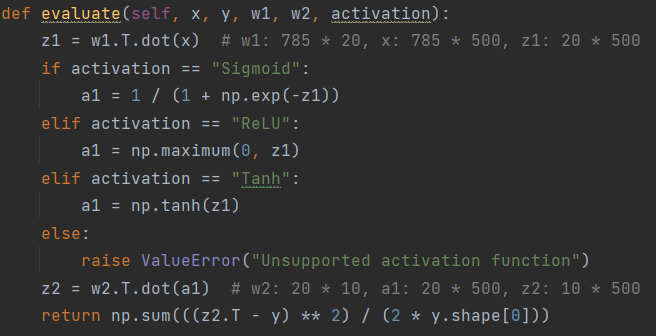 def evaluate(self, x, y, w1, w2, activation):
    z1 = w1.T.dot(x)  # w1: 785 * 20, x: 785 * 500, z1: 20 * 500
    if activation == "Sigmoid":
        a1 = 1 / (1 + np.exp(-z1))
    elif activation == "ReLU":
        a1 = np.maximum(0, z1)
    elif activation == "Tanh":
        a1 = np.tanh(z1)
    else:
        raise ValueError("Unsupported activation function")
    z2 = w2.T.dot(a1)  # w2: 20 * 10, a1: 20 * 500, z2: 10 * 500
    return np.sum(((z2.T - y) ** 2) / (2 * y.shape[0]))